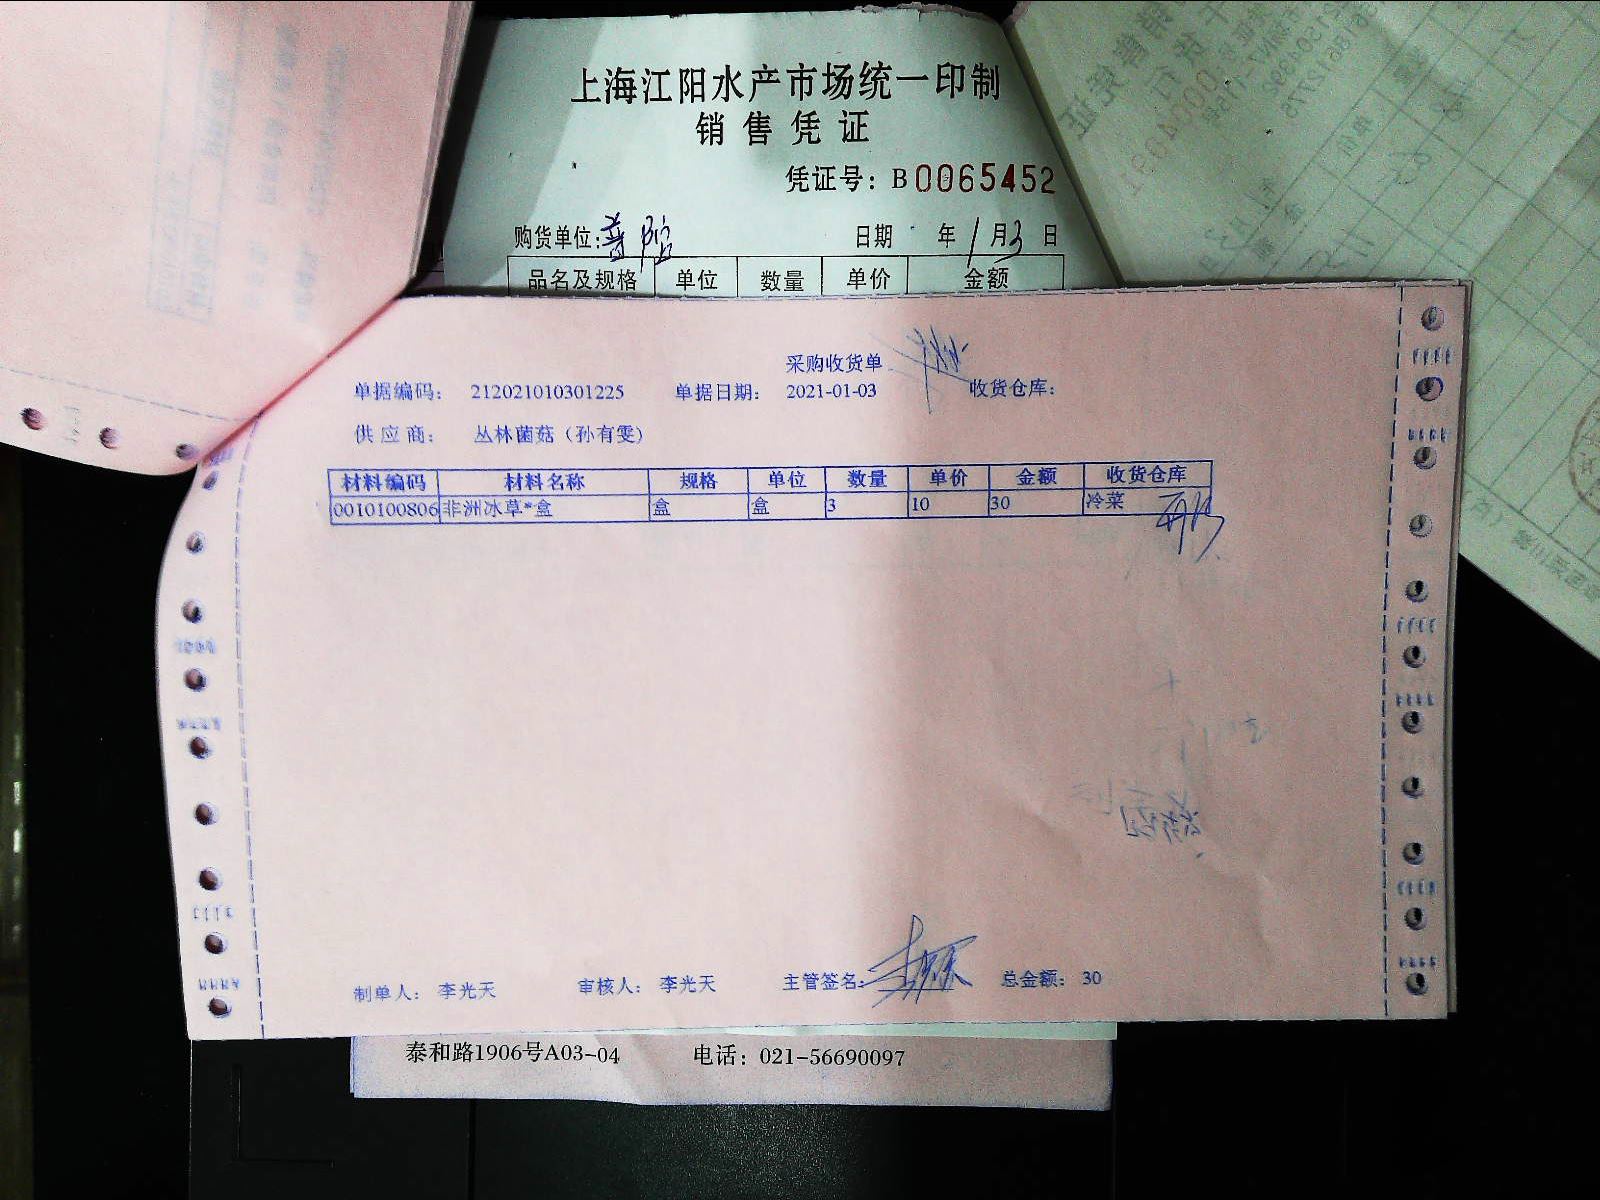 上海江阳水产市场统一印制
销售凭证
凭证号：B0065452
购货单位：普陀 日期 年1月3日
品名及规格 单位 数量 单价 金额
采购收货单
单据编码： 212021010301225 单据日期： 2021-01-03 收货仓库：
供应商： 丛林菌菇（孙有雯）
材料编码 材料名称 规格 单位 数量 单价 金额 收货仓库
0010100806 非洲冰草*盒 盒 盒 3 10 30 冷菜
制单人： 李光天 审核人： 李光天 主管签名： 总金额： 30
泰和路1906号A03-04 电话：021-56690097